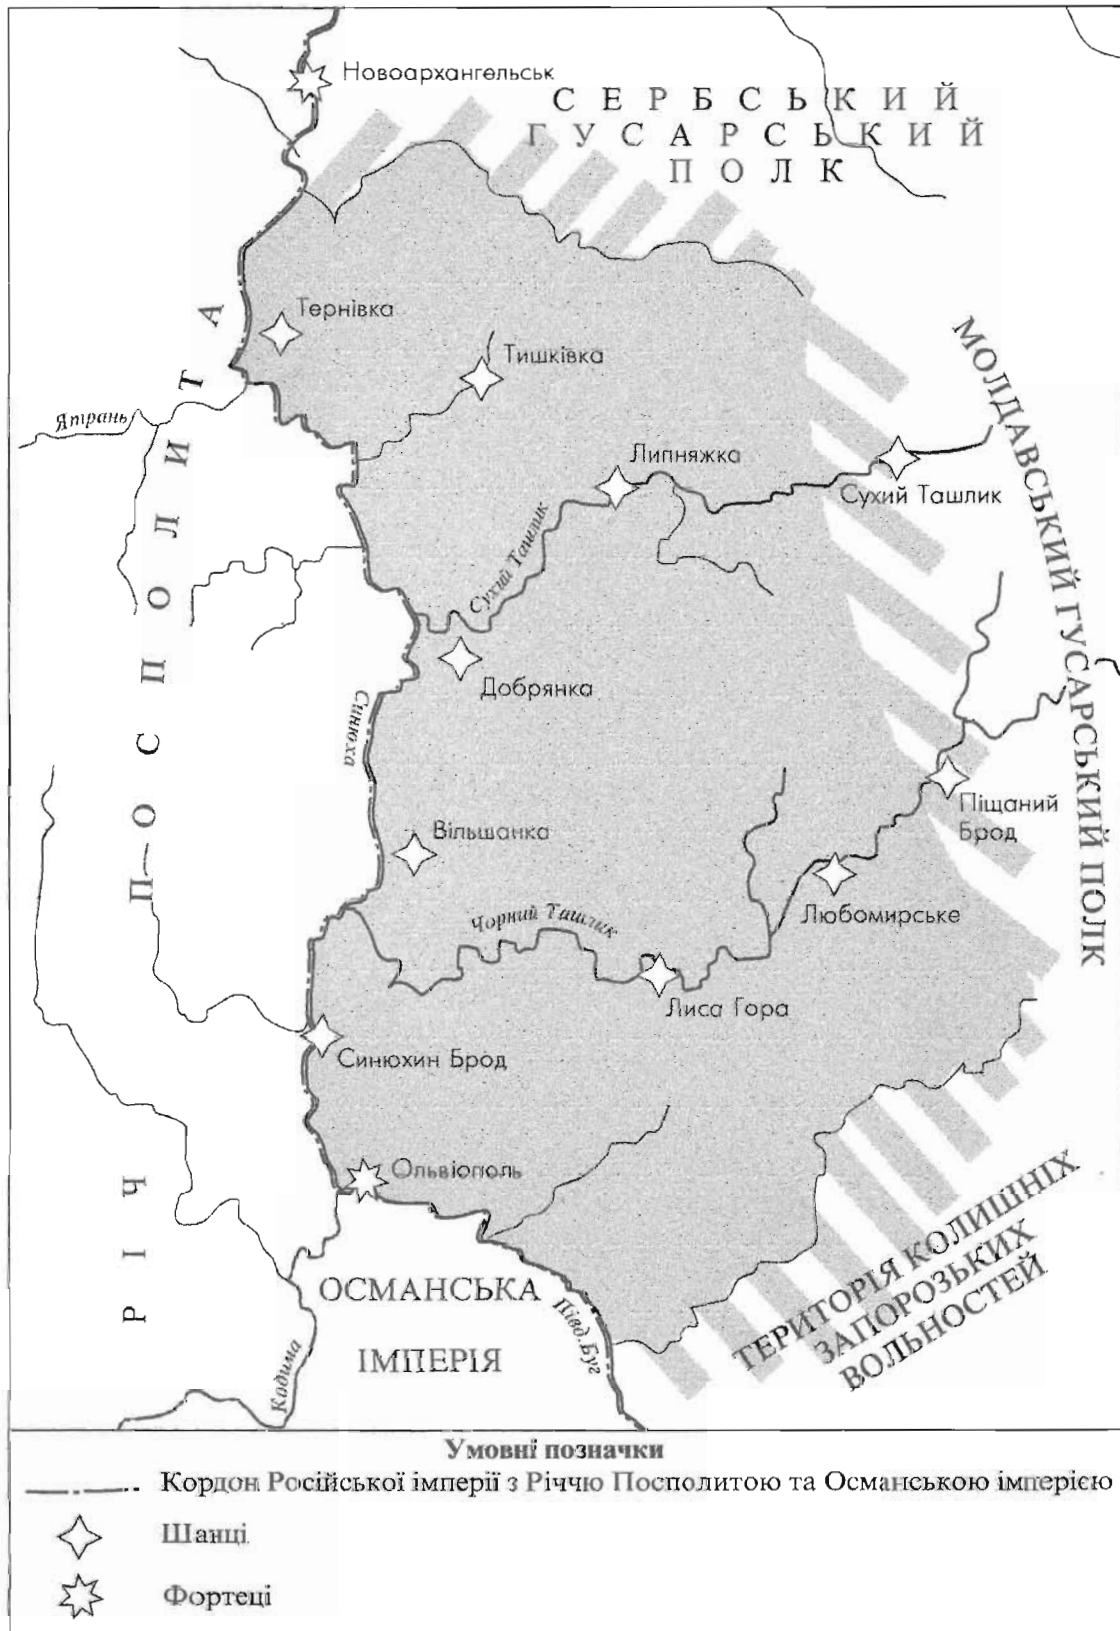 Новоархангельськ
СЕРБСЬКИЙ
ГУСАРСЬКИЙ
ПОЛК
Тернівка
Тишківка
МОЛДАВСЬКИЙ ГУСАРСЬКИЙ ПОЛК
Ятрань
Липняжка
Сухий Ташлик
Сухий Ташлик
РІЧ ПОСПОЛИТА
Добрянка
Синюха
Піщаний
Брод
Вільшанка
Любомирське
Чорний Ташлик
Лиса Гора
Синюхин Брод
Ольвіополь
ОСМАНСЬКА
ІМПЕРІЯ
Півд.Буг
Кодима
ТЕРИТОРІЯ КОЛИШНІХ
ЗАПОРОЗЬКИХ
ВОЛЬНОСТЕЙ
Умовні позначки
Кордон Російської імперії з Річчю Посполитою та Османською імперією
Шанці
Фортеці